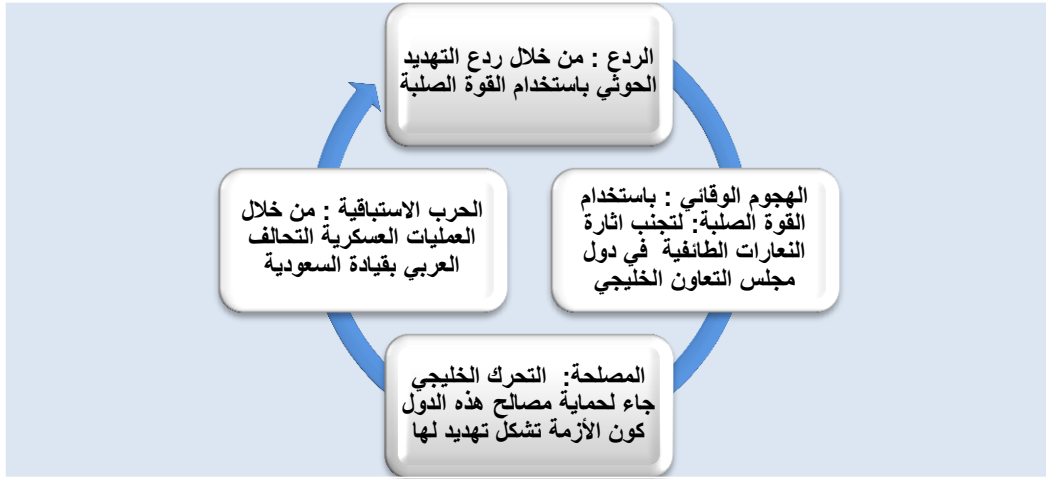 الردع : من خلال ردع التهديد
الحوثي باستخدام القوة الصلبة
الهجوم الوقائي : باستخدام
القوة الصلبة: لتجنب اثارة
النعارات الطائفية في دول
مجلس التعاون الخليجي
المصلحة: التحرك الخليجي
جاء لحماية مصالح هذه الدول
كون الأزمة تشكل تهديد لها
الحرب الاستباقية : من خلال
العمليات العسكرية التحالف
العربي بقيادة السعودية